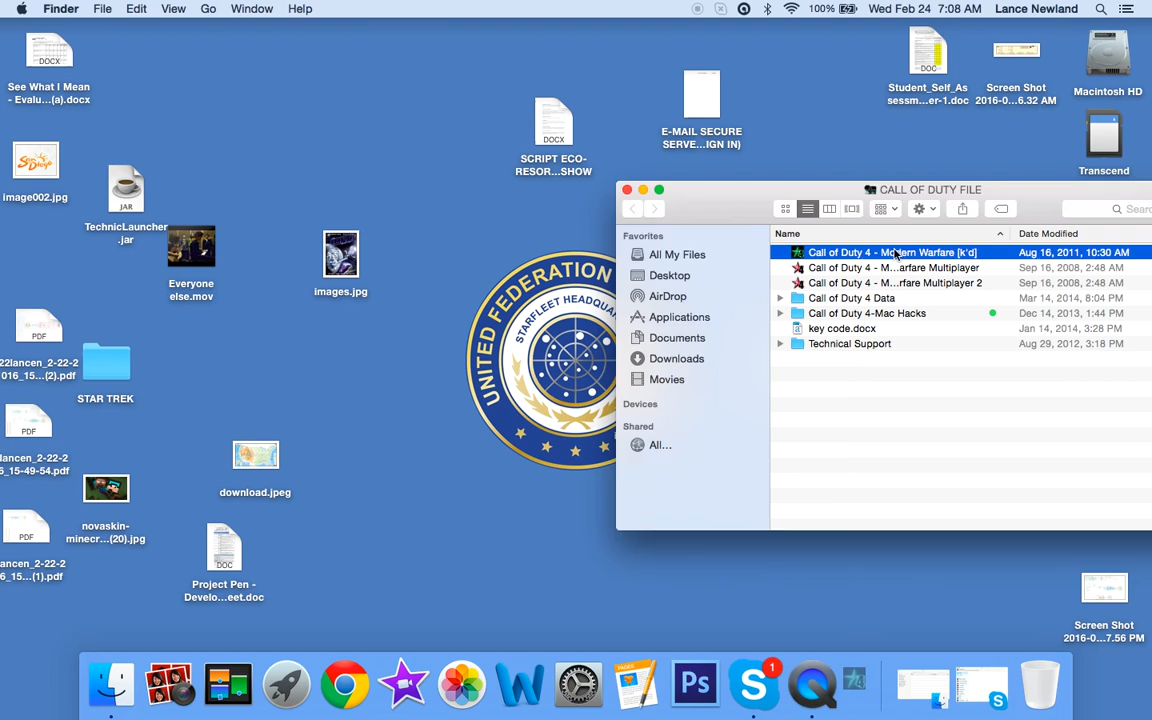 Finder File Edit View Go Window Help
100% Wed Feb 24 7:08 AM Lance Newland
DOCX
See What I Mean
- Evalu...(a).docx
image002.jpg
JAR
TechnicLauncher
.jar
Everyone
else.mov
images.jpg
DOCX
SCRIPT ECO-
RESOR...SHOW
E-MAIL SECURE
SERVE...IGN IN)
DOC
Student_Self_As
sessm...er-1.doc
Screen Shot
2016-0...6.32 AM
Macintosh HD
Transcend
PDF
22lancen_2-22-2
016_15...(2).pdf
STAR TREK
PDF
lancen_2-22-2
6_15-49-54.pdf
novaskin-
minecr...(20).jpg
PDF
ancen_2-22-2
6_15...(1).pdf
download.jpeg
DOC
Project Pen -
Develo...eet.doc
UNITED FEDERATION
STARFLEET HEADQUA
CALL OF DUTY FILE
Sear
Favorites
All My Files
Desktop
AirDrop
Applications
Documents
Downloads
Movies
Devices
Shared
All...
Name Date Modified
Call of Duty 4 - Modern Warfare [k'd] Aug 16, 2011, 10:30 AM
Call of Duty 4 - M...arfare Multiplayer Sep 16, 2008, 2:48 AM
Call of Duty 4 - M...rfare Multiplayer 2 Sep 16, 2008, 2:48 AM
Call of Duty 4 Data Mar 14, 2014, 8:04 PM
Call of Duty 4-Mac Hacks Dec 14, 2013, 1:44 PM
key code.docx Jan 14, 2014, 3:28 PM
Technical Support Aug 29, 2012, 3:18 PM
Screen Shot
2016-0...7.56 PM
W
PAGES
Ps
S
1
S